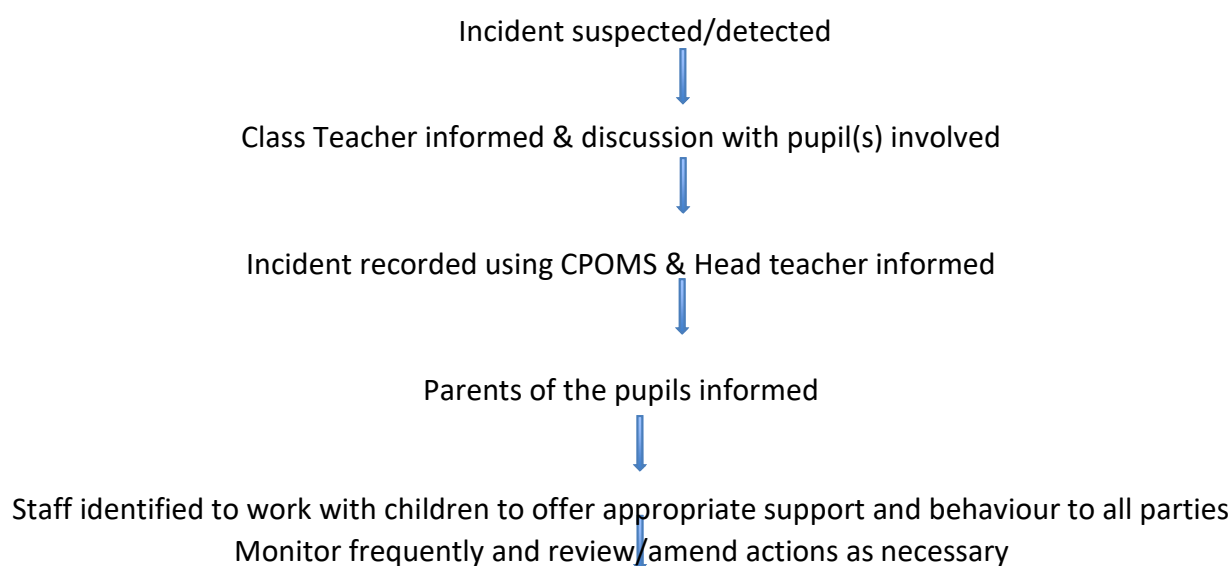 Incident suspected/detected
Class Teacher informed & discussion with pupil(s) involved
Incident recorded using CPOMS & Head teacher informed
Parents of the pupils informed
Staff identified to work with children to offer appropriate support and behaviour to all parties
Monitor frequently and review/amend actions as necessary